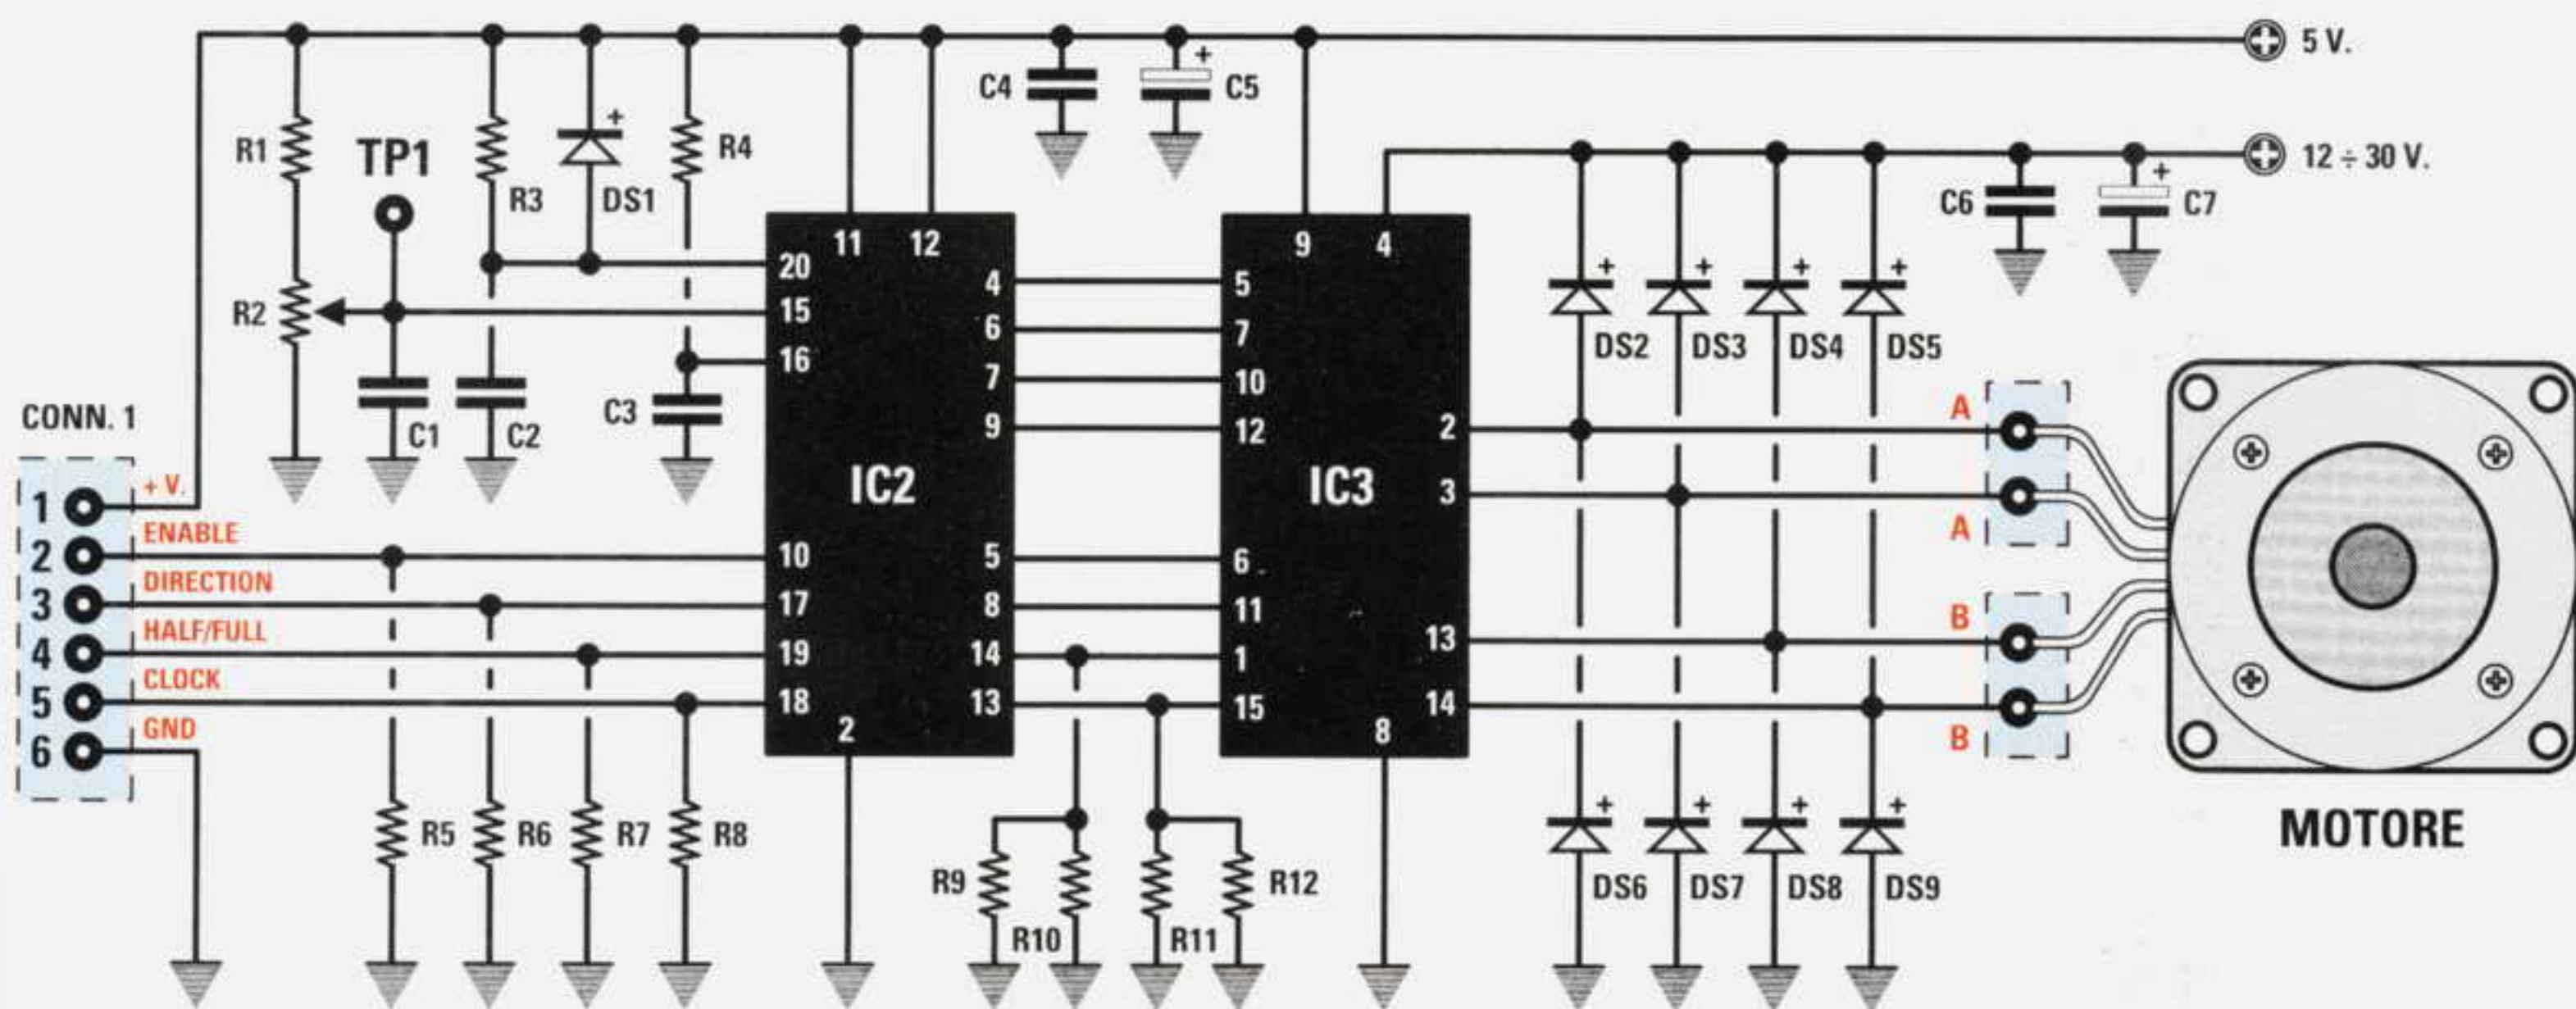 5 V.
12 ÷ 30 V.
C4
C5
C6
C7
R1
TP1
R3
DS1
R4
R2
C1
C2
C3
CONN. 1
1 + V.
2 ENABLE
3 DIRECTION
4 HALF/FULL
5 CLOCK
6 GND
R5
R6
R7
R8
11
12
20
15
16
10
17
19
18
2
IC2
4
6
7
9
5
8
14
13
R9
R10
R11
R12
9
4
5
7
10
12
6
11
1
15
IC3
2
3
13
14
8
DS2
DS3
DS4
DS5
DS6
DS7
DS8
DS9
A
A
B
B
MOTORE